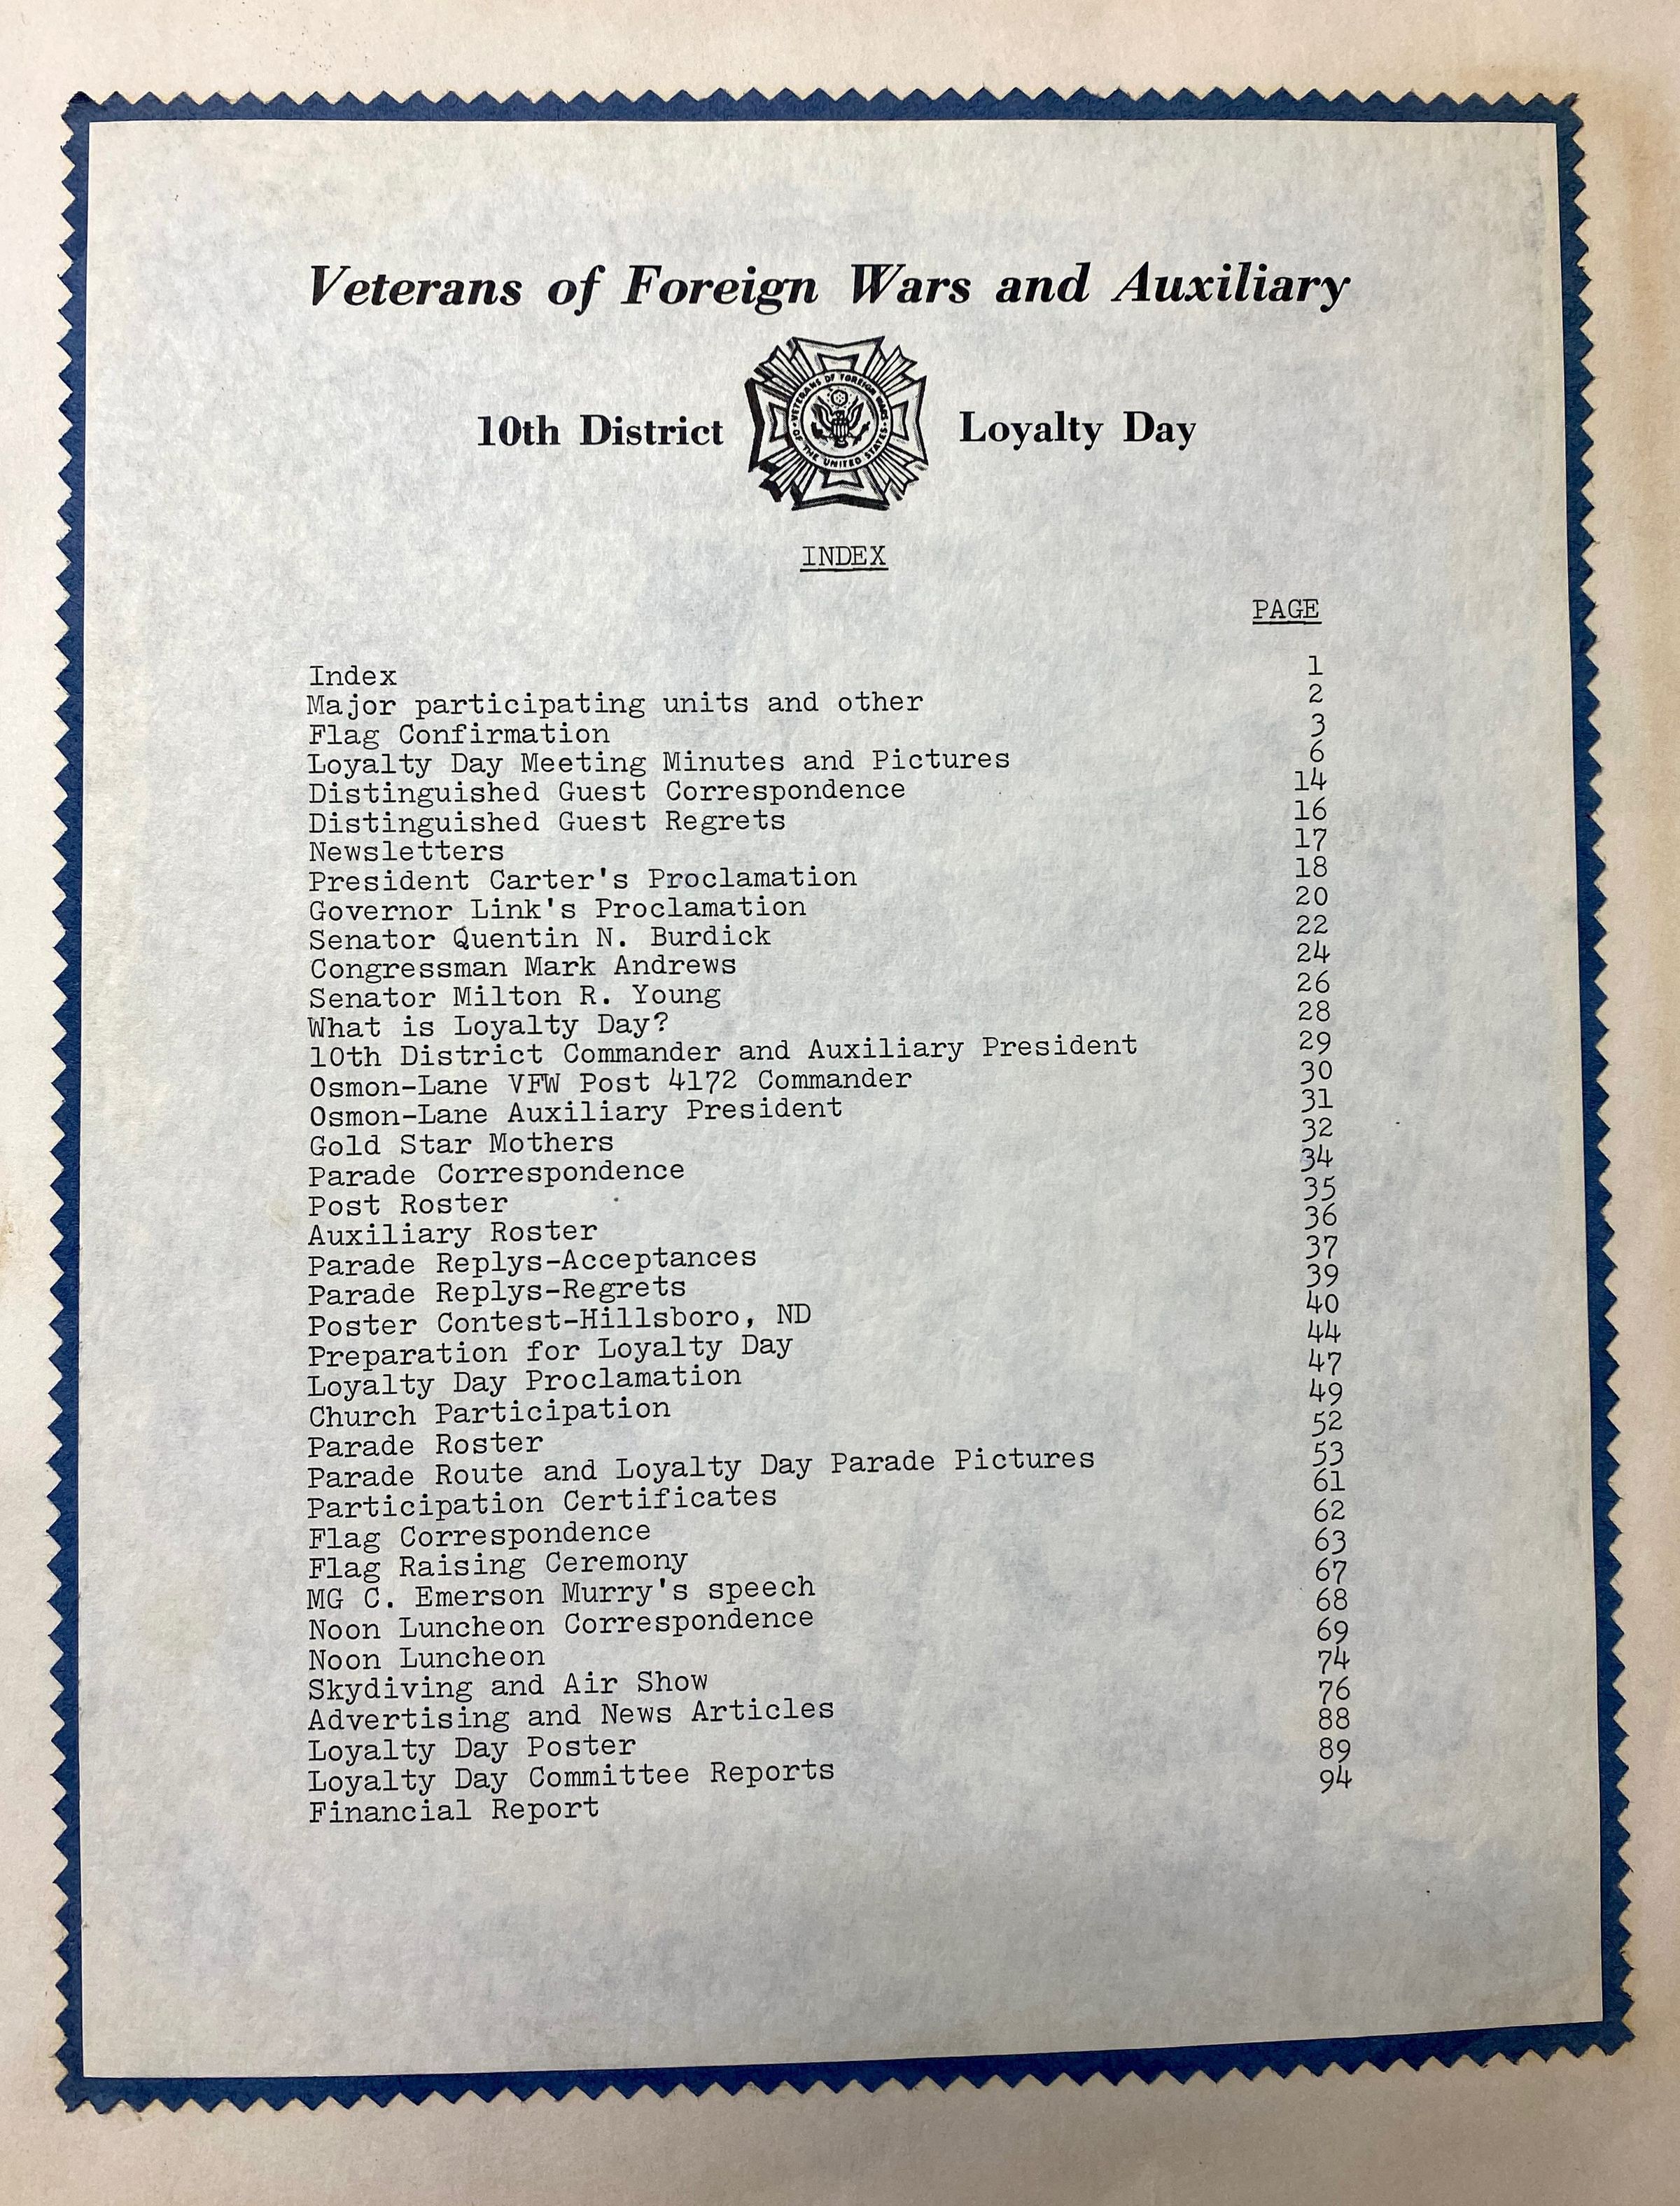 Veterans of Foreign Wars and Auxiliary
10th District Loyalty Day
VETERANS OF FOREIGN WARS OF THE UNITED STATES
INDEX
PAGE
Index 1
Major participating units and other 2
Flag Confirmation 3
Loyalty Day Meeting Minutes and Pictures 6
Distinguished Guest Correspondence 14
Distinguished Guest Regrets 16
Newsletters 17
President Carter's Proclamation 18
Governor Link's Proclamation 20
Senator Quentin N. Burdick 22
Congressman Mark Andrews 24
Senator Milton R. Young 26
What is Loyalty Day? 28
10th District Commander and Auxiliary President 29
Osmon-Lane VFW Post 4172 Commander 30
Osmon-Lane Auxiliary President 31
Gold Star Mothers 32
Parade Correspondence 34
Post Roster 35
Auxiliary Roster 36
Parade Replys-Acceptances 37
Parade Replys-Regrets 39
Poster Contest-Hillsboro, ND 40
Preparation for Loyalty Day 44
Loyalty Day Proclamation 47
Church Participation 49
Parade Roster 52
Parade Route and Loyalty Day Parade Pictures 53
Participation Certificates 61
Flag Correspondence 62
Flag Raising Ceremony 63
MG C. Emerson Murry's speech 67
Noon Luncheon Correspondence 68
Noon Luncheon 69
Skydiving and Air Show 74
Advertising and News Articles 76
Loyalty Day Poster 88
Loyalty Day Committee Reports 89
Financial Report 94